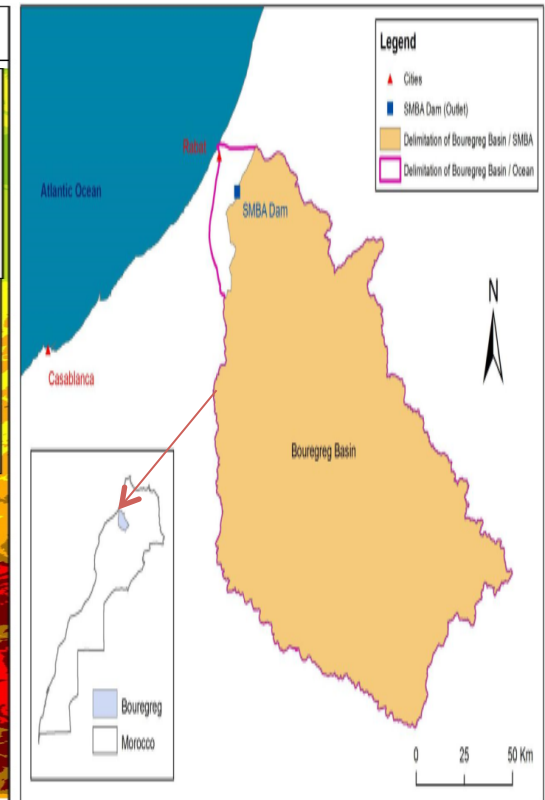 Legend
Cities
SMBA Dam (Outlet)
Delimitation of Bouregreg Basin / SMBA
Delimitation of Bouregreg Basin / Ocean
Rabat
Atlantic Ocean
SMBA Dam
N
Casablanca
Bouregreg Basin
Bouregreg
Morocco
0 25 50 Km